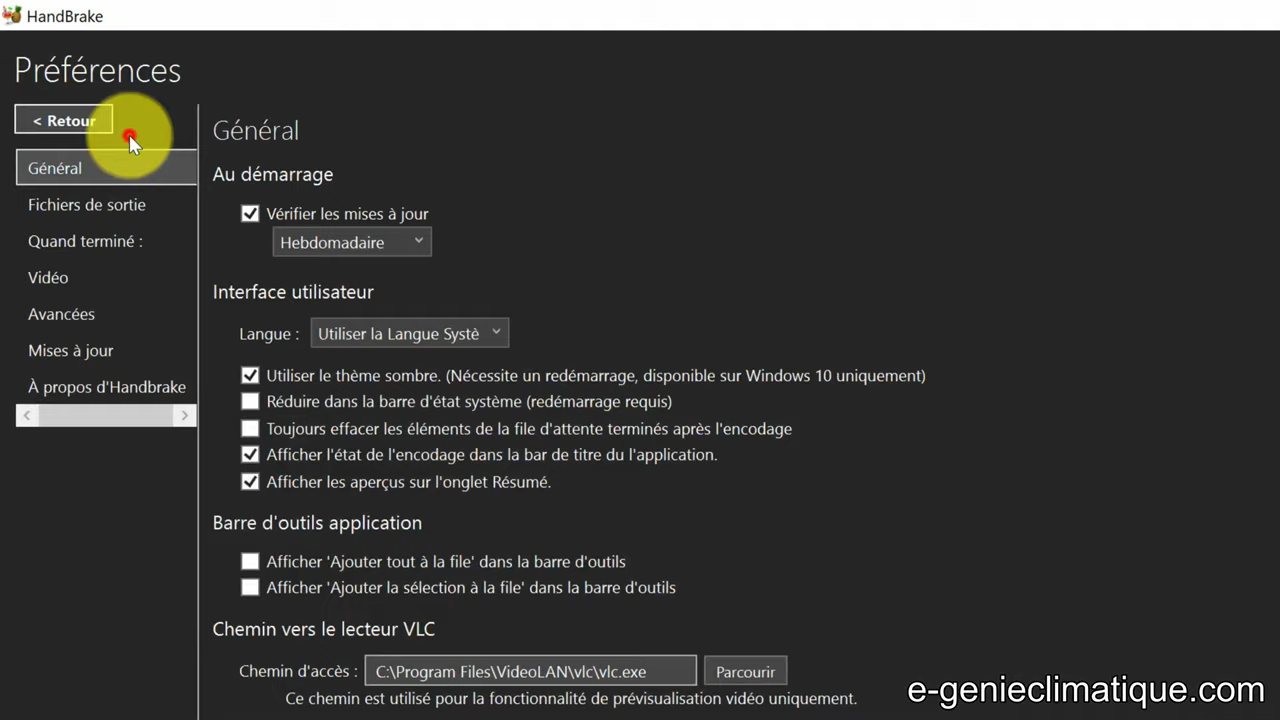 HandBrake
Préférences
< Retour
Général
Fichiers de sortie
Quand terminé :
Vidéo
Avancées
Mises à jour
À propos d'Handbrake
Général
Au démarrage
Vérifier les mises à jour
Hebdomadaire
Interface utilisateur
Langue : Utiliser la Langue Systè
Utiliser le thème sombre. (Nécessite un redémarrage, disponible sur Windows 10 uniquement)
Réduire dans la barre d'état système (redémarrage requis)
Toujours effacer les éléments de la file d'attente terminés après l'encodage
Afficher l'état de l'encodage dans la bar de titre du l'application.
Afficher les aperçus sur l'onglet Résumé.
Barre d'outils application
Afficher 'Ajouter tout à la file' dans la barre d'outils
Afficher 'Ajouter la sélection à la file' dans la barre d'outils
Chemin vers le lecteur VLC
Chemin d'accès : C:\Program Files\VideoLAN\vlc\vlc.exe Parcourir
Ce chemin est utilisé pour la fonctionnalité de prévisualisation vidéo uniquement.
e-genieclimatique.com